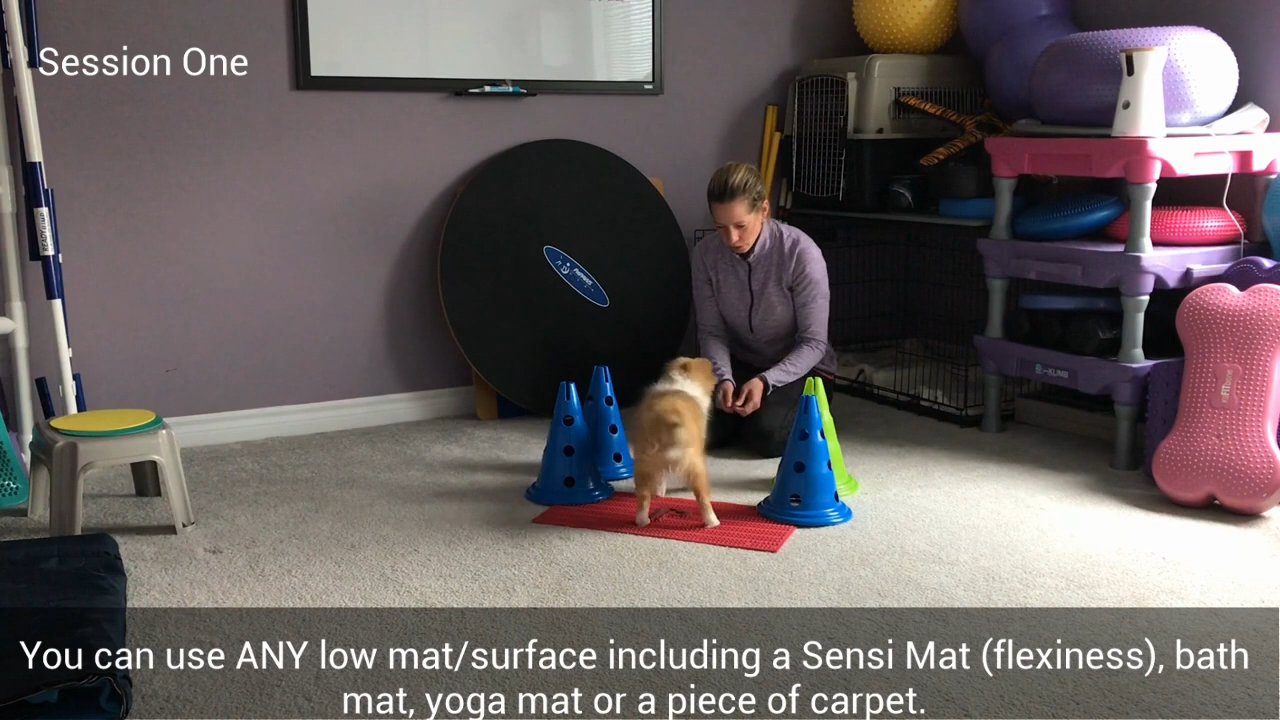 Session One
You can use ANY low mat/surface including a Sensi Mat (flexiness), bath
mat, yoga mat or a piece of carpet.